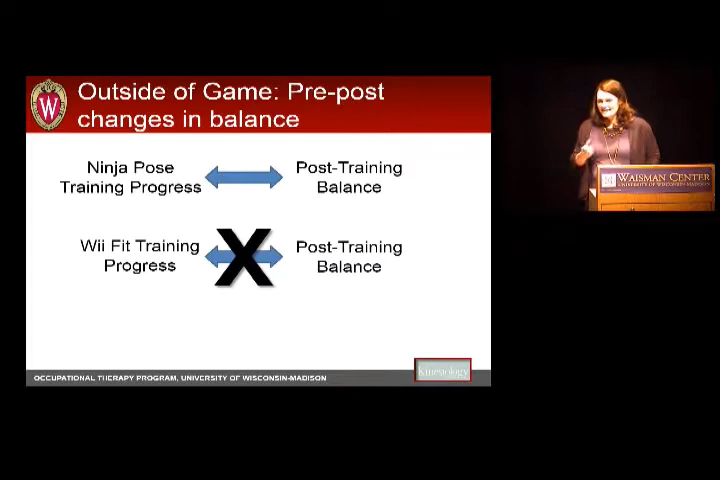 Outside of Game: Pre-post
changes in balance
Ninja Pose
Training Progress
Post-Training
Balance
Wii Fit Training
Progress
X
Post-Training
Balance
OCCUPATIONAL THERAPY PROGRAM, UNIVERSITY OF WISCONSIN-MADISON
Kinesiology
W
WAISMAN CENTER
UNIVERSITY OF WISCONSIN-MADISON